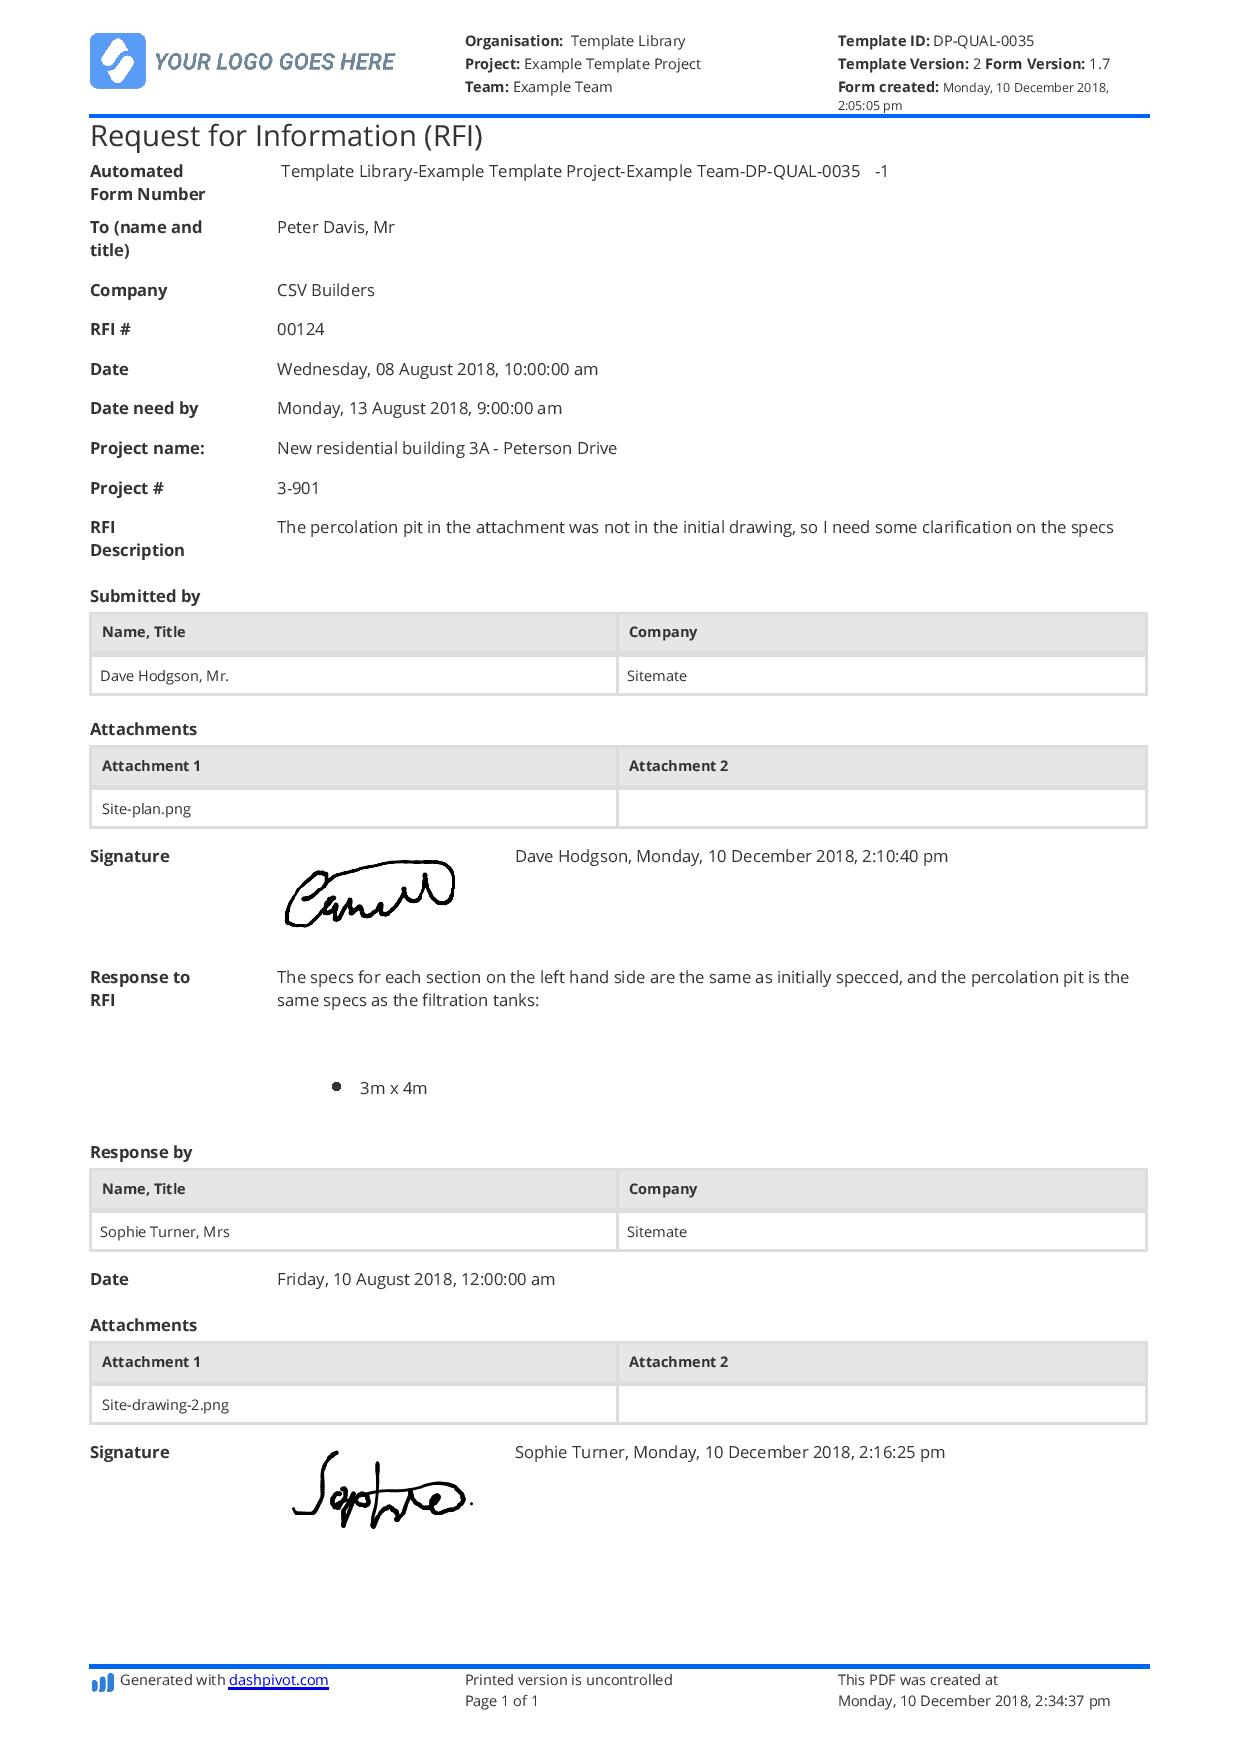 YOUR LOGO GOES HERE
Organisation: Template Library
Project: Example Template Project
Team: Example Team
Template ID: DP-QUAL-0035
Template Version: 2 Form Version: 1.7
Form created: Monday, 10 December 2018,
2:05:05 pm
Request for Information (RFI)
Automated
Form Number
Template Library-Example Template Project-Example Team-DP-QUAL-0035 -1
To (name and
title)
Peter Davis, Mr
Company
CSV Builders
RFI #
00124
Date
Wednesday, 08 August 2018, 10:00:00 am
Date need by
Monday, 13 August 2018, 9:00:00 am
Project name:
New residential building 3A - Peterson Drive
Project #
3-901
RFI
Description
The percolation pit in the attachment was not in the initial drawing, so I need some clarification on the specs
Submitted by
Name, Title
Company
Dave Hodgson, Mr.
Sitemate
Attachments
Attachment 1
Attachment 2
Site-plan.png
Signature
Dave Hodgson, Monday, 10 December 2018, 2:10:40 pm
Response to
RFI
The specs for each section on the left hand side are the same as initially specced, and the percolation pit is the
same specs as the filtration tanks:
● 3m x 4m
Response by
Name, Title
Company
Sophie Turner, Mrs
Sitemate
Date
Friday, 10 August 2018, 12:00:00 am
Attachments
Attachment 1
Attachment 2
Site-drawing-2.png
Signature
Sophie
Sophie Turner, Monday, 10 December 2018, 2:16:25 pm
Generated with dashpivot.com
Printed version is uncontrolled
Page 1 of 1
This PDF was created at
Monday, 10 December 2018, 2:34:37 pm